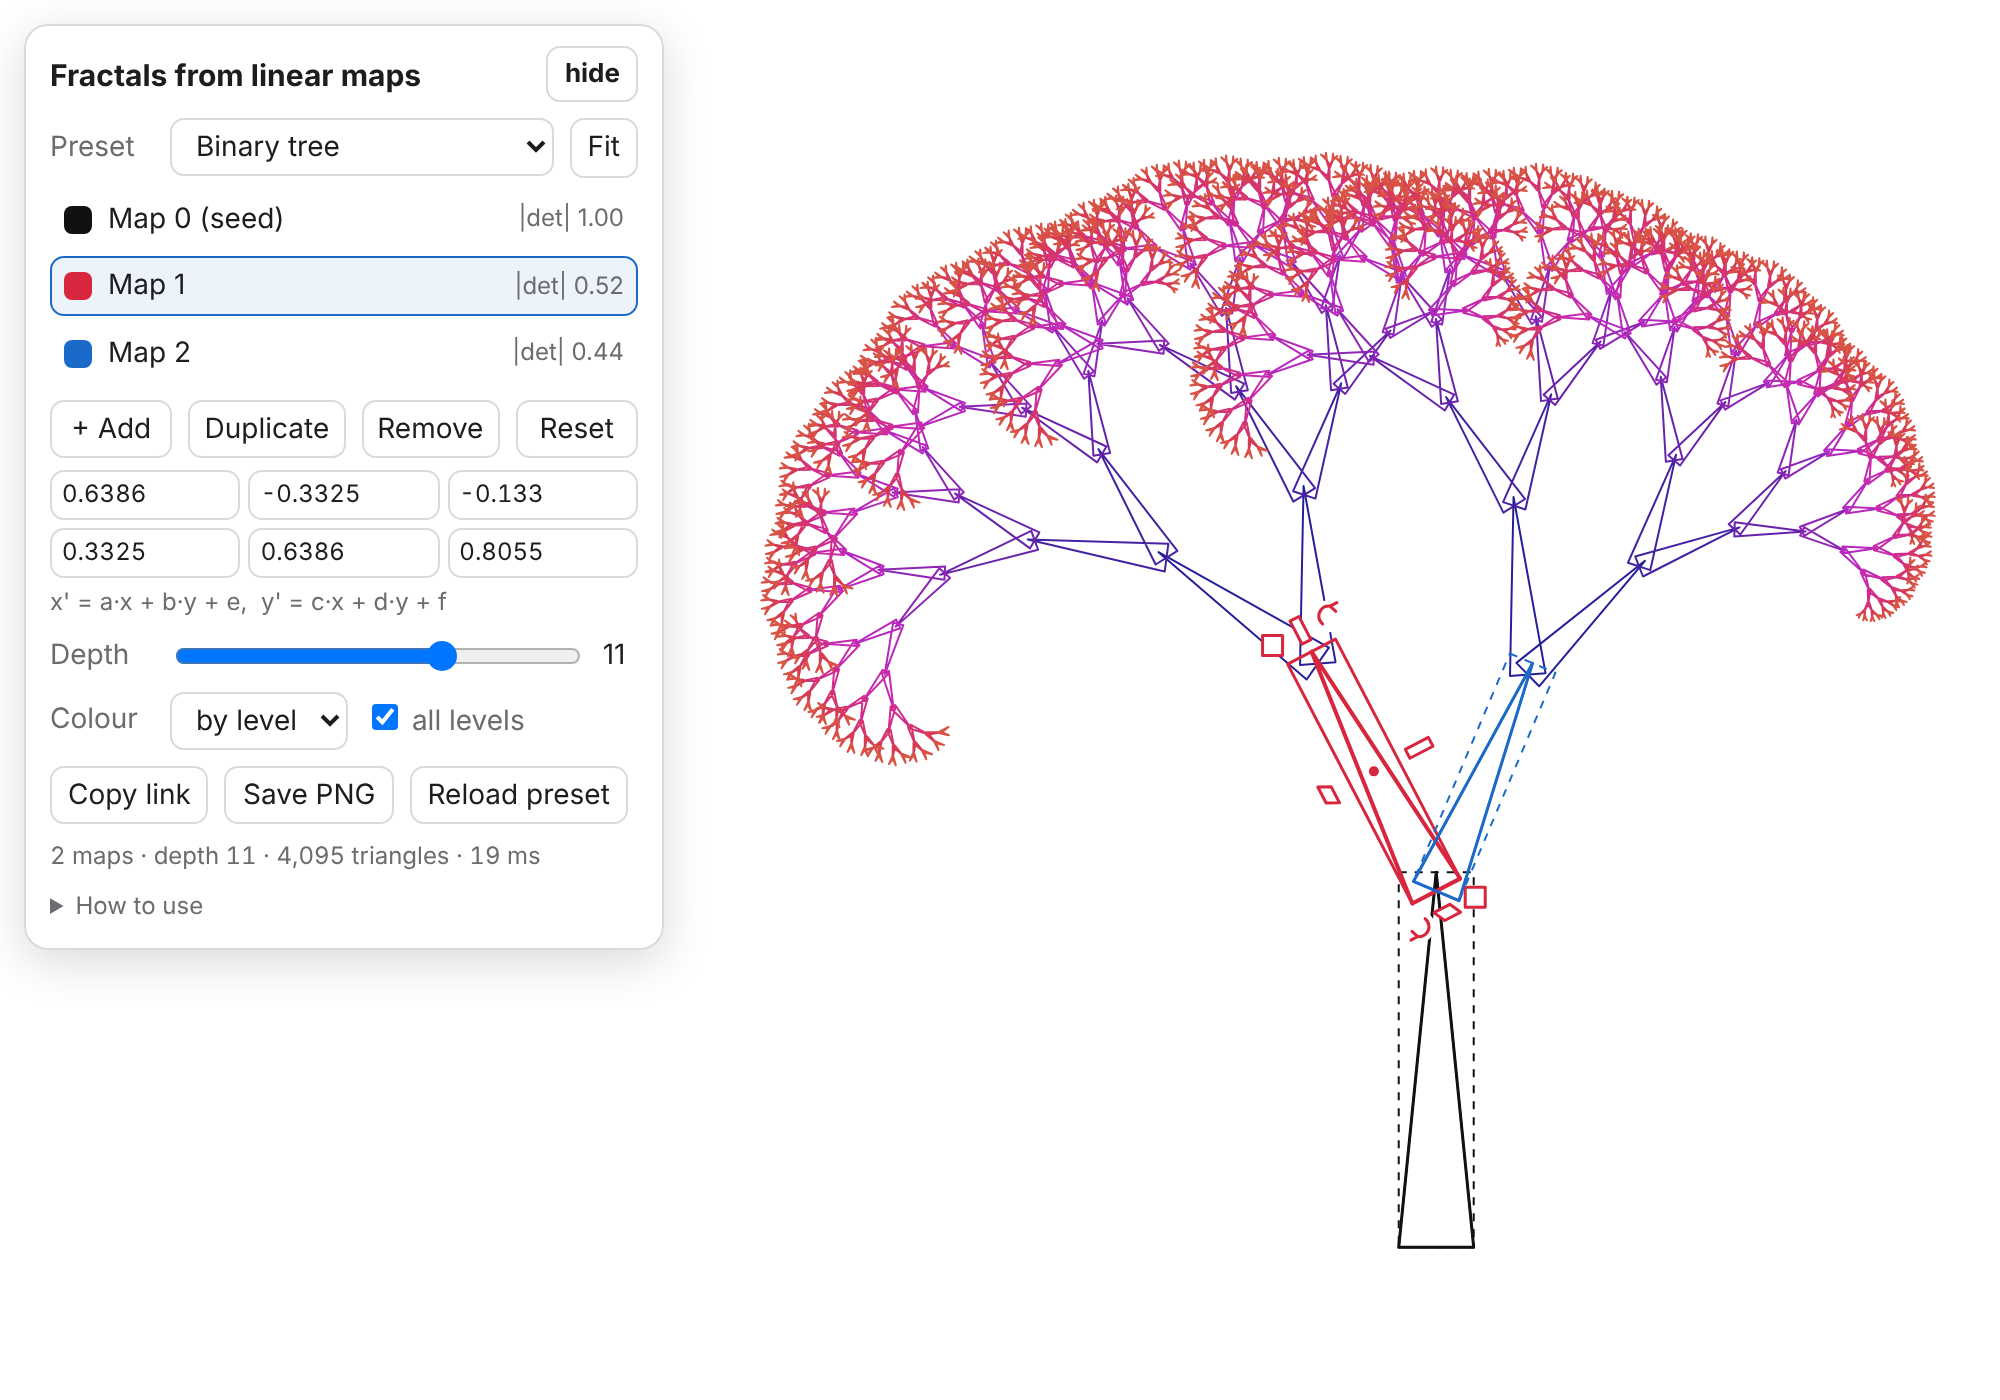 Fractals from linear maps hide
Preset Binary tree Fit
Map 0 (seed) |det| 1.00
Map 1 |det| 0.52
Map 2 |det| 0.44
+ Add Duplicate Remove Reset
0.6386 -0.3325 -0.133
0.3325 0.6386 0.8055
x' = a·x + b·y + e, y' = c·x + d·y + f
Depth 11
Colour by level all levels
Copy link Save PNG Reload preset
2 maps · depth 11 · 4,095 triangles · 19 ms
How to use